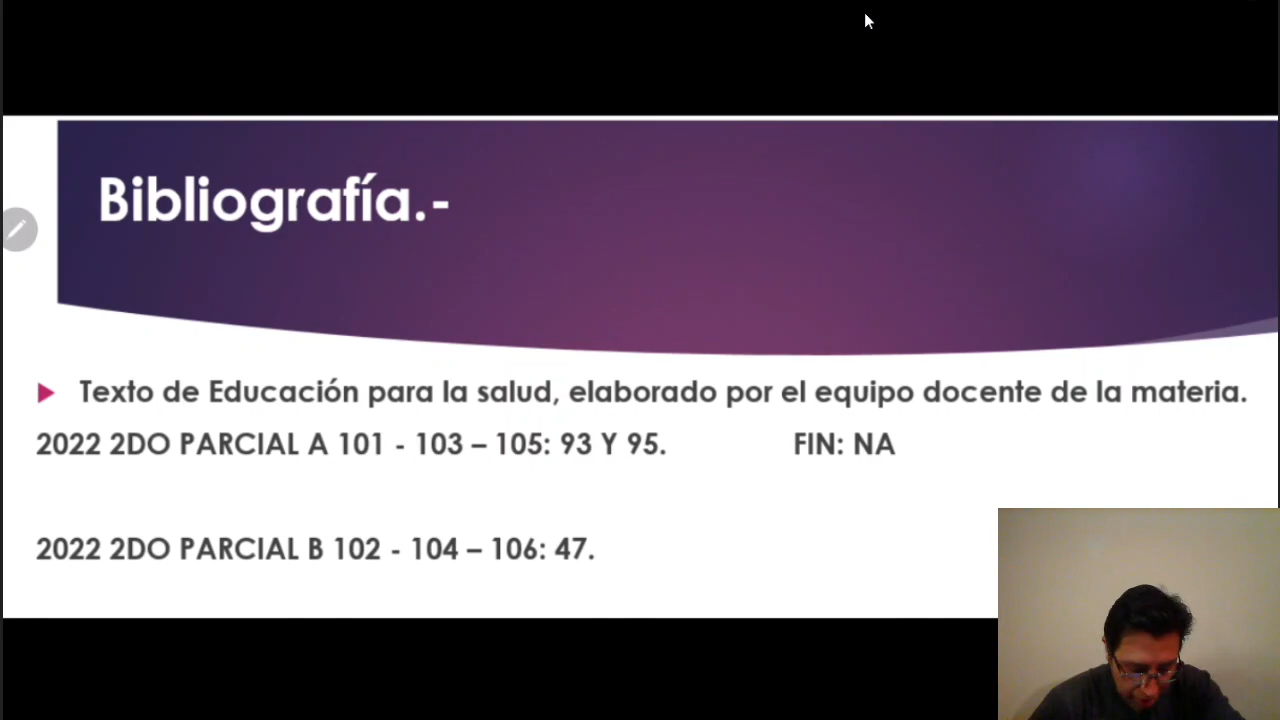 Bibliografía.-
Texto de Educación para la salud, elaborado por el equipo docente de la materia.
2022 2DO PARCIAL A 101 - 103 – 105: 93 Y 95. FIN: NA
2022 2DO PARCIAL B 102 - 104 – 106: 47.